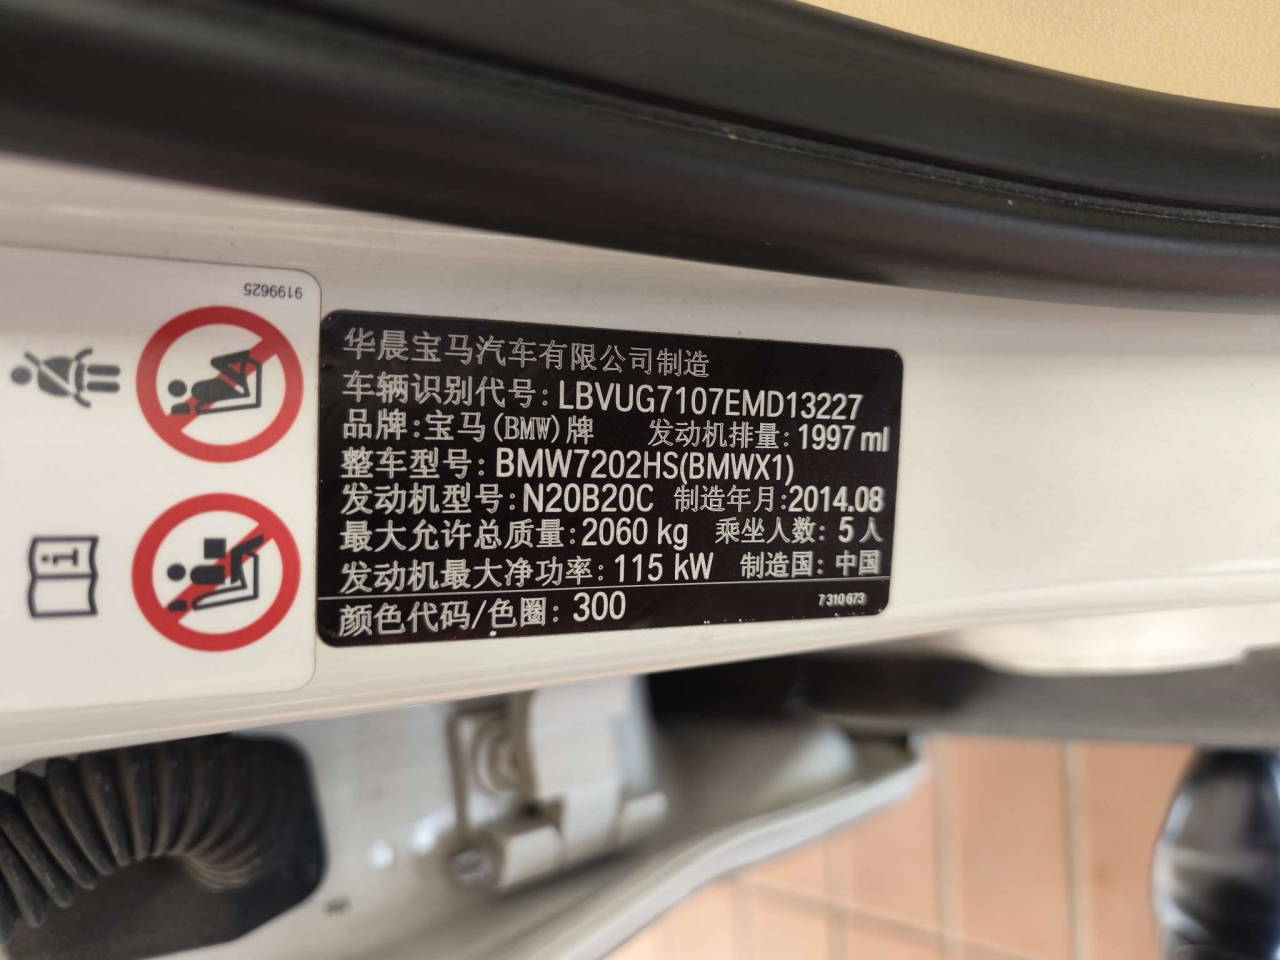 9199625
华晨宝马汽车有限公司制造
车辆识别代号:LBVUG7107EMD13227
品牌:宝马(BMW)牌 发动机排量:1997 ml
整车型号:BMW7202HS(BMWX1)
发动机型号:N20B20C 制造年月:2014.08
最大允许总质量:2060 kg 乘坐人数:5人
发动机最大净功率:115 kW 制造国:中国
颜色代码/色圈:300 7310673